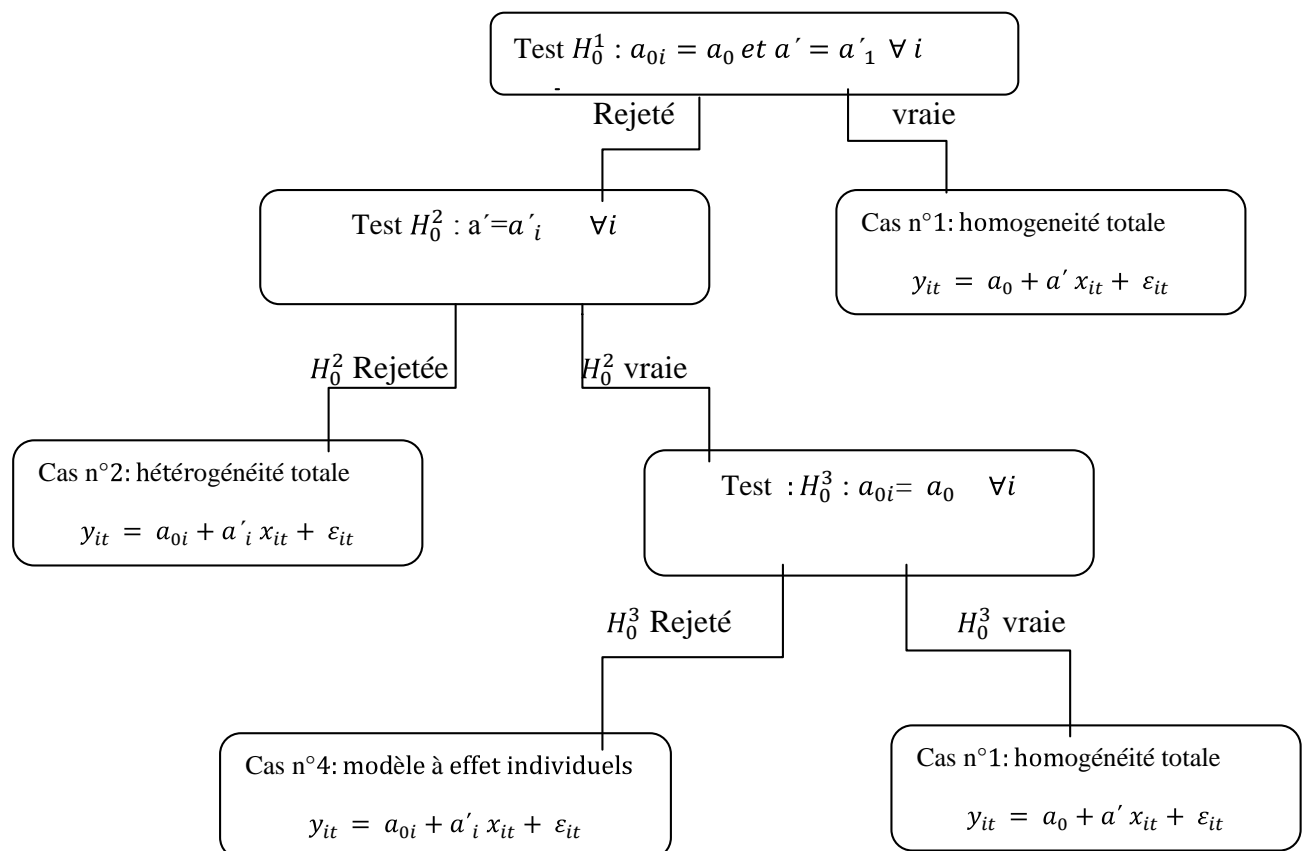 Test H₀¹ : a₀ᵢ = a₀ et a´ = a´₁ ∀ i
-
Rejeté
vraie
Test H₀² : a´=a´ᵢ ∀i
Cas n°1: homogeneité totale
yᵢₜ = a₀ + a′ xᵢₜ + εᵢₜ
H₀² Rejetée
H₀² vraie
Cas n°2: hétérogénéité totale
yᵢₜ = a₀ᵢ + a´ᵢ xᵢₜ + εᵢₜ
Test : H₀³ : a₀ᵢ= a₀ ∀i
H₀³ Rejeté
H₀³ vraie
Cas n°4: modèle à effet individuels
yᵢₜ = a₀ᵢ + a´ᵢ xᵢₜ + εᵢₜ
Cas n°1: homogénéité totale
yᵢₜ = a₀ + a′ xᵢₜ + εᵢₜ